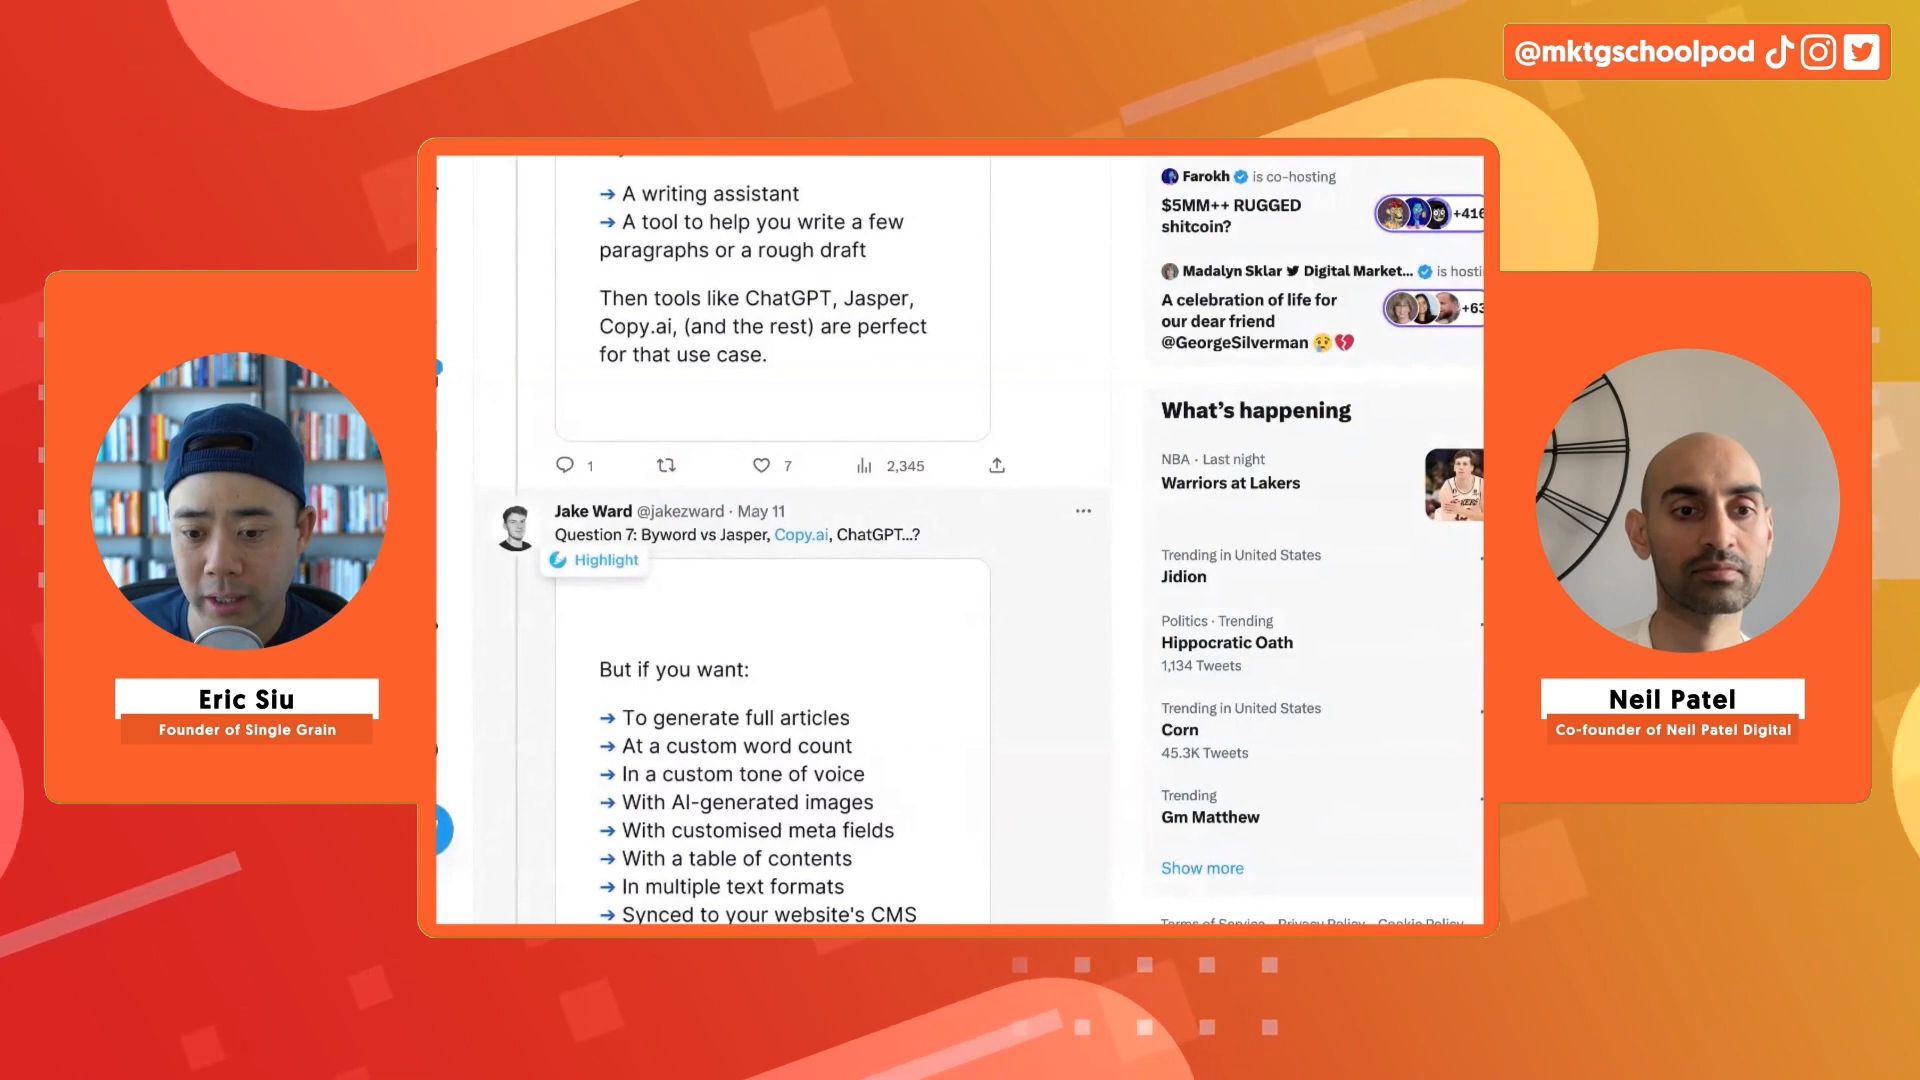 @mktgschoolpod
→ A writing assistant
→ A tool to help you write a few
paragraphs or a rough draft
Then tools like ChatGPT, Jasper,
Copy.ai, (and the rest) are perfect
for that use case.
1
7
2,345
Jake Ward @jakezward · May 11
Question 7: Byword vs Jasper, Copy.ai, ChatGPT...?
Highlight
But if you want:
→ To generate full articles
→ At a custom word count
→ In a custom tone of voice
→ With AI-generated images
→ With customised meta fields
→ With a table of contents
→ In multiple text formats
→ Synced to your website's CMS
Farokh is co-hosting
$5MM++ RUGGED
shitcoin?
+416
Madalyn Sklar Digital Market... is hosti
A celebration of life for
our dear friend
@GeorgeSilverman 😢💔
+63
What's happening
NBA · Last night
Warriors at Lakers
Trending in United States
Jidion
Politics · Trending
Hippocratic Oath
1,134 Tweets
Trending in United States
Corn
45.3K Tweets
Trending
Gm Matthew
Show more
Terms of Service Privacy Policy Cookie Policy
Eric Siu
Founder of Single Grain
Neil Patel
Co-founder of Neil Patel Digital